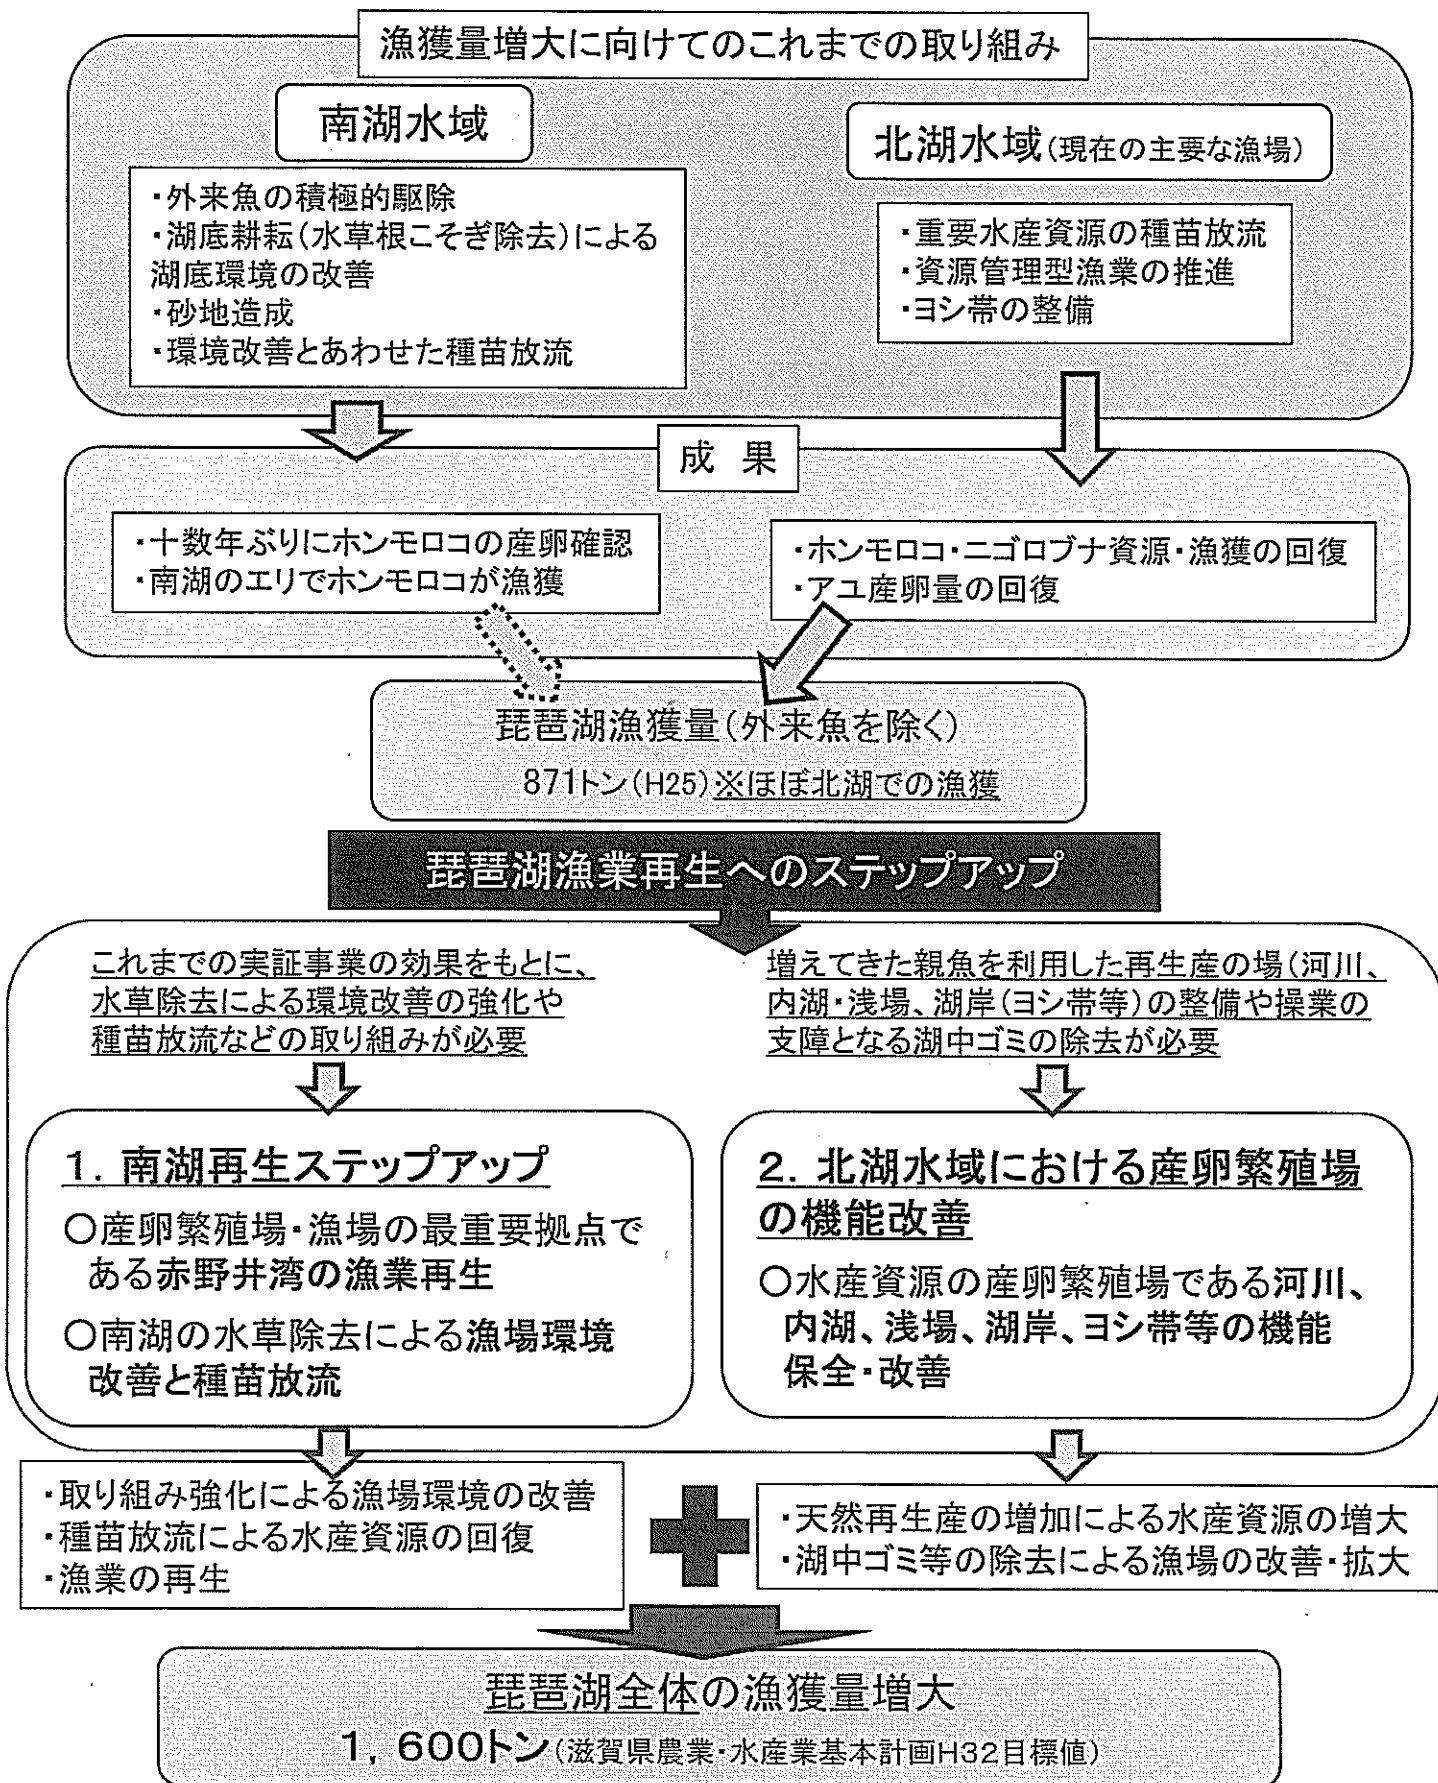 漁獲量増大に向けてのこれまでの取り組み
南湖水域
・外来魚の積極的駆除
・湖底耕耘(水草根こそぎ除去)による
湖底環境の改善
・砂地造成
・環境改善とあわせた種苗放流
北湖水域(現在の主要な漁場)
・重要水産資源の種苗放流
・資源管理型漁業の推進
・ヨシ帯の整備
成 果
・十数年ぶりにホンモロコの産卵確認
・南湖のエリでホンモロコが漁獲
・ホンモロコ・ニゴロブナ資源・漁獲の回復
・アユ産卵量の回復
琵琶湖漁獲量(外来魚を除く)
871トン(H25)※ほぼ北湖での漁獲
琵琶湖漁業再生へのステップアップ
これまでの実証事業の効果をもとに、
水草除去による環境改善の強化や
種苗放流などの取り組みが必要
増えてきた親魚を利用した再生産の場(河川、
内湖・浅場、湖岸(ヨシ帯等)の整備や操業の
支障となる湖中ゴミの除去が必要
1. 南湖再生ステップアップ
○産卵繁殖場・漁場の最重要拠点で
ある赤野井湾の漁業再生
○南湖の水草除去による漁場環境
改善と種苗放流
2. 北湖水域における産卵繁殖場
の機能改善
○水産資源の産卵繁殖場である河川、
内湖、浅場、湖岸、ヨシ帯等の機能
保全・改善
・取り組み強化による漁場環境の改善
・種苗放流による水産資源の回復
・漁業の再生
・天然再生産の増加による水産資源の増大
・湖中ゴミ等の除去による漁場の改善・拡大
琵琶湖全体の漁獲量増大
1, 600トン(滋賀県農業・水産業基本計画H32目標値)